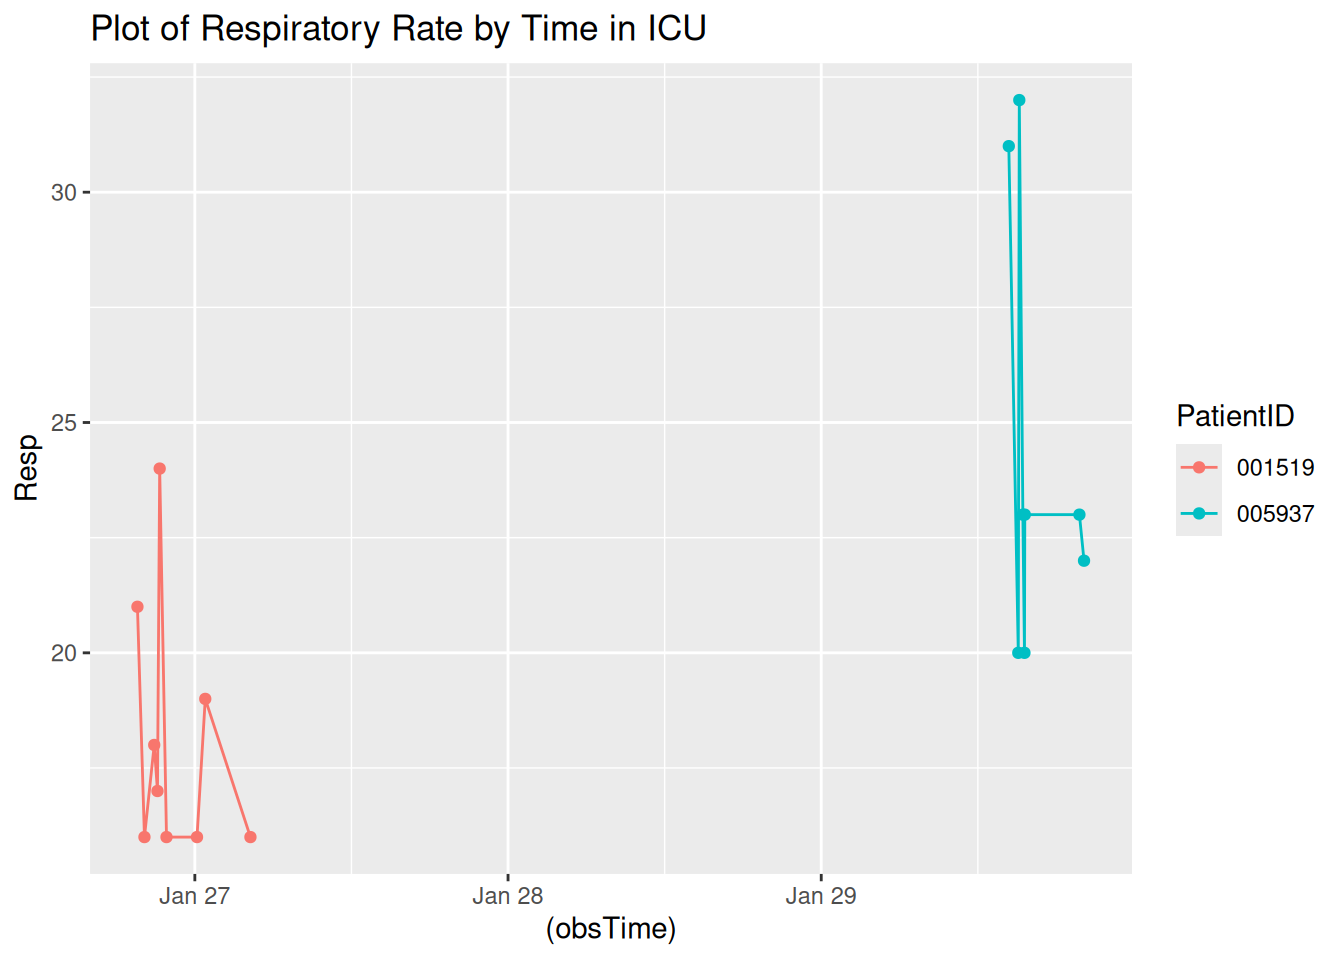 Plot of Respiratory Rate by Time in ICU
30
25
20
Resp
Jan 27
Jan 28
Jan 29
(obsTime)
PatientID
001519
005937